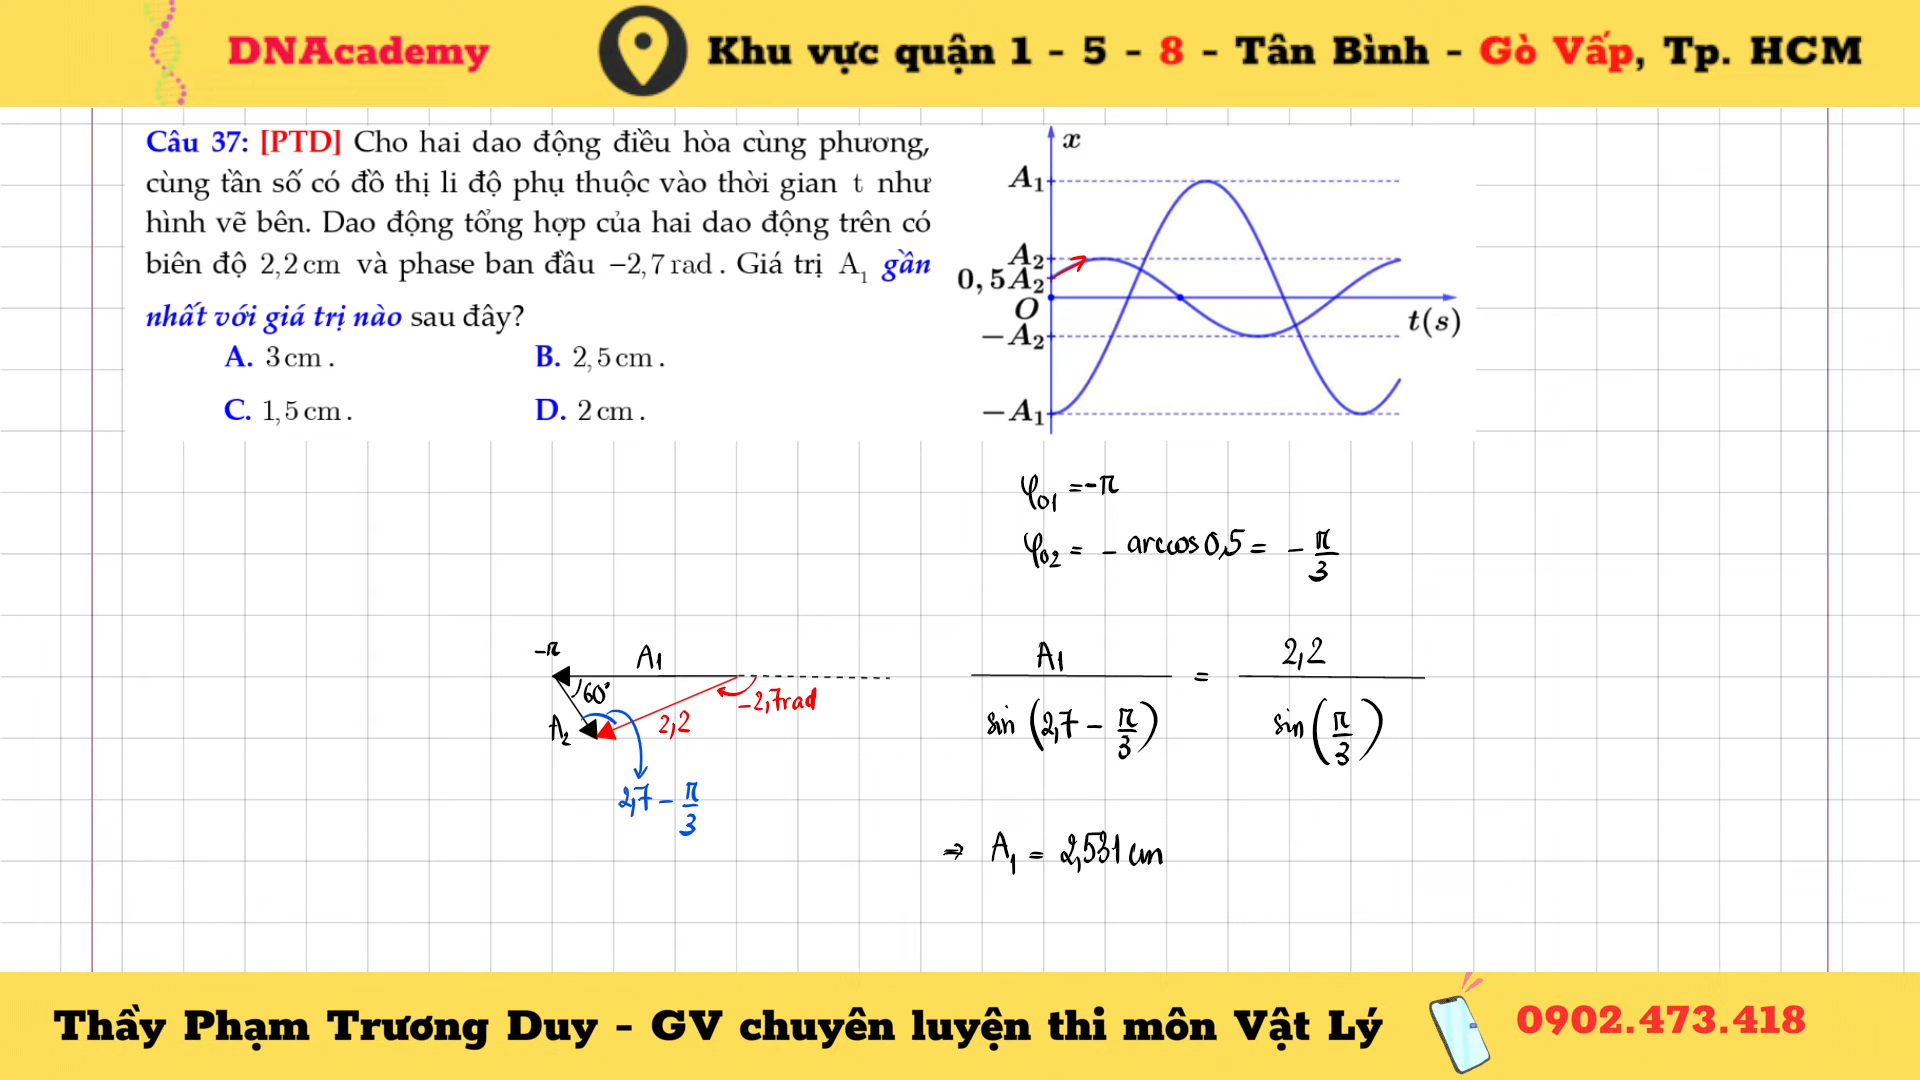 DNAcademy
Khu vực quận 1 - 5 - 8 - Tân Bình - Gò Vấp, Tp. HCM
Câu 37: [PTD] Cho hai dao động điều hòa cùng phương,
cùng tần số có đồ thị li độ phụ thuộc vào thời gian t như
hình vẽ bên. Dao động tổng hợp của hai dao động trên có
biên độ 2,2 cm và phase ban đầu −2,7 rad. Giá trị A₁ gần
nhất với giá trị nào sau đây?
A. 3 cm.
B. 2,5 cm.
C. 1,5 cm.
D. 2 cm.
x
A₁
A₂
0,5A₂
O
t(s)
−A₂
−A₁
φ₀₁ = -π
φ₀₂ = - arccos 0,5 = - π/3
-π
A₁
60°
A₂
2,2
-2,7rad
2,7 - π/3
A₁ / sin(2,7 - π/3) = 2,2 / sin(π/3)
⇒ A₁ = 2,531 cm
Thầy Phạm Trương Duy - GV chuyên luyện thi môn Vật Lý
0902.473.418